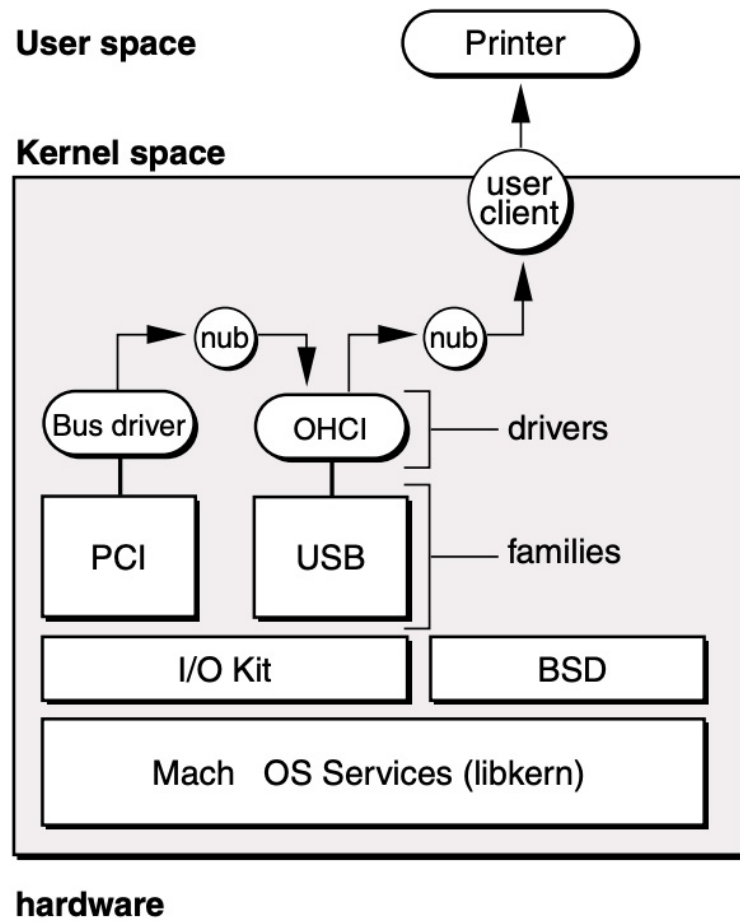 User space
Printer
Kernel space
user
client
nub
nub
Bus driver
OHCI
drivers
PCI
USB
families
I/O Kit
BSD
Mach OS Services (libkern)
hardware